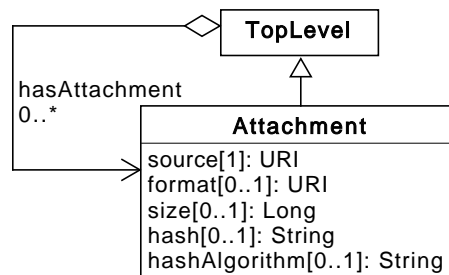 TopLevel
hasAttachment
0..*
Attachment
source[1]: URI
format[0..1]: URI
size[0..1]: Long
hash[0..1]: String
hashAlgorithm[0..1]: String